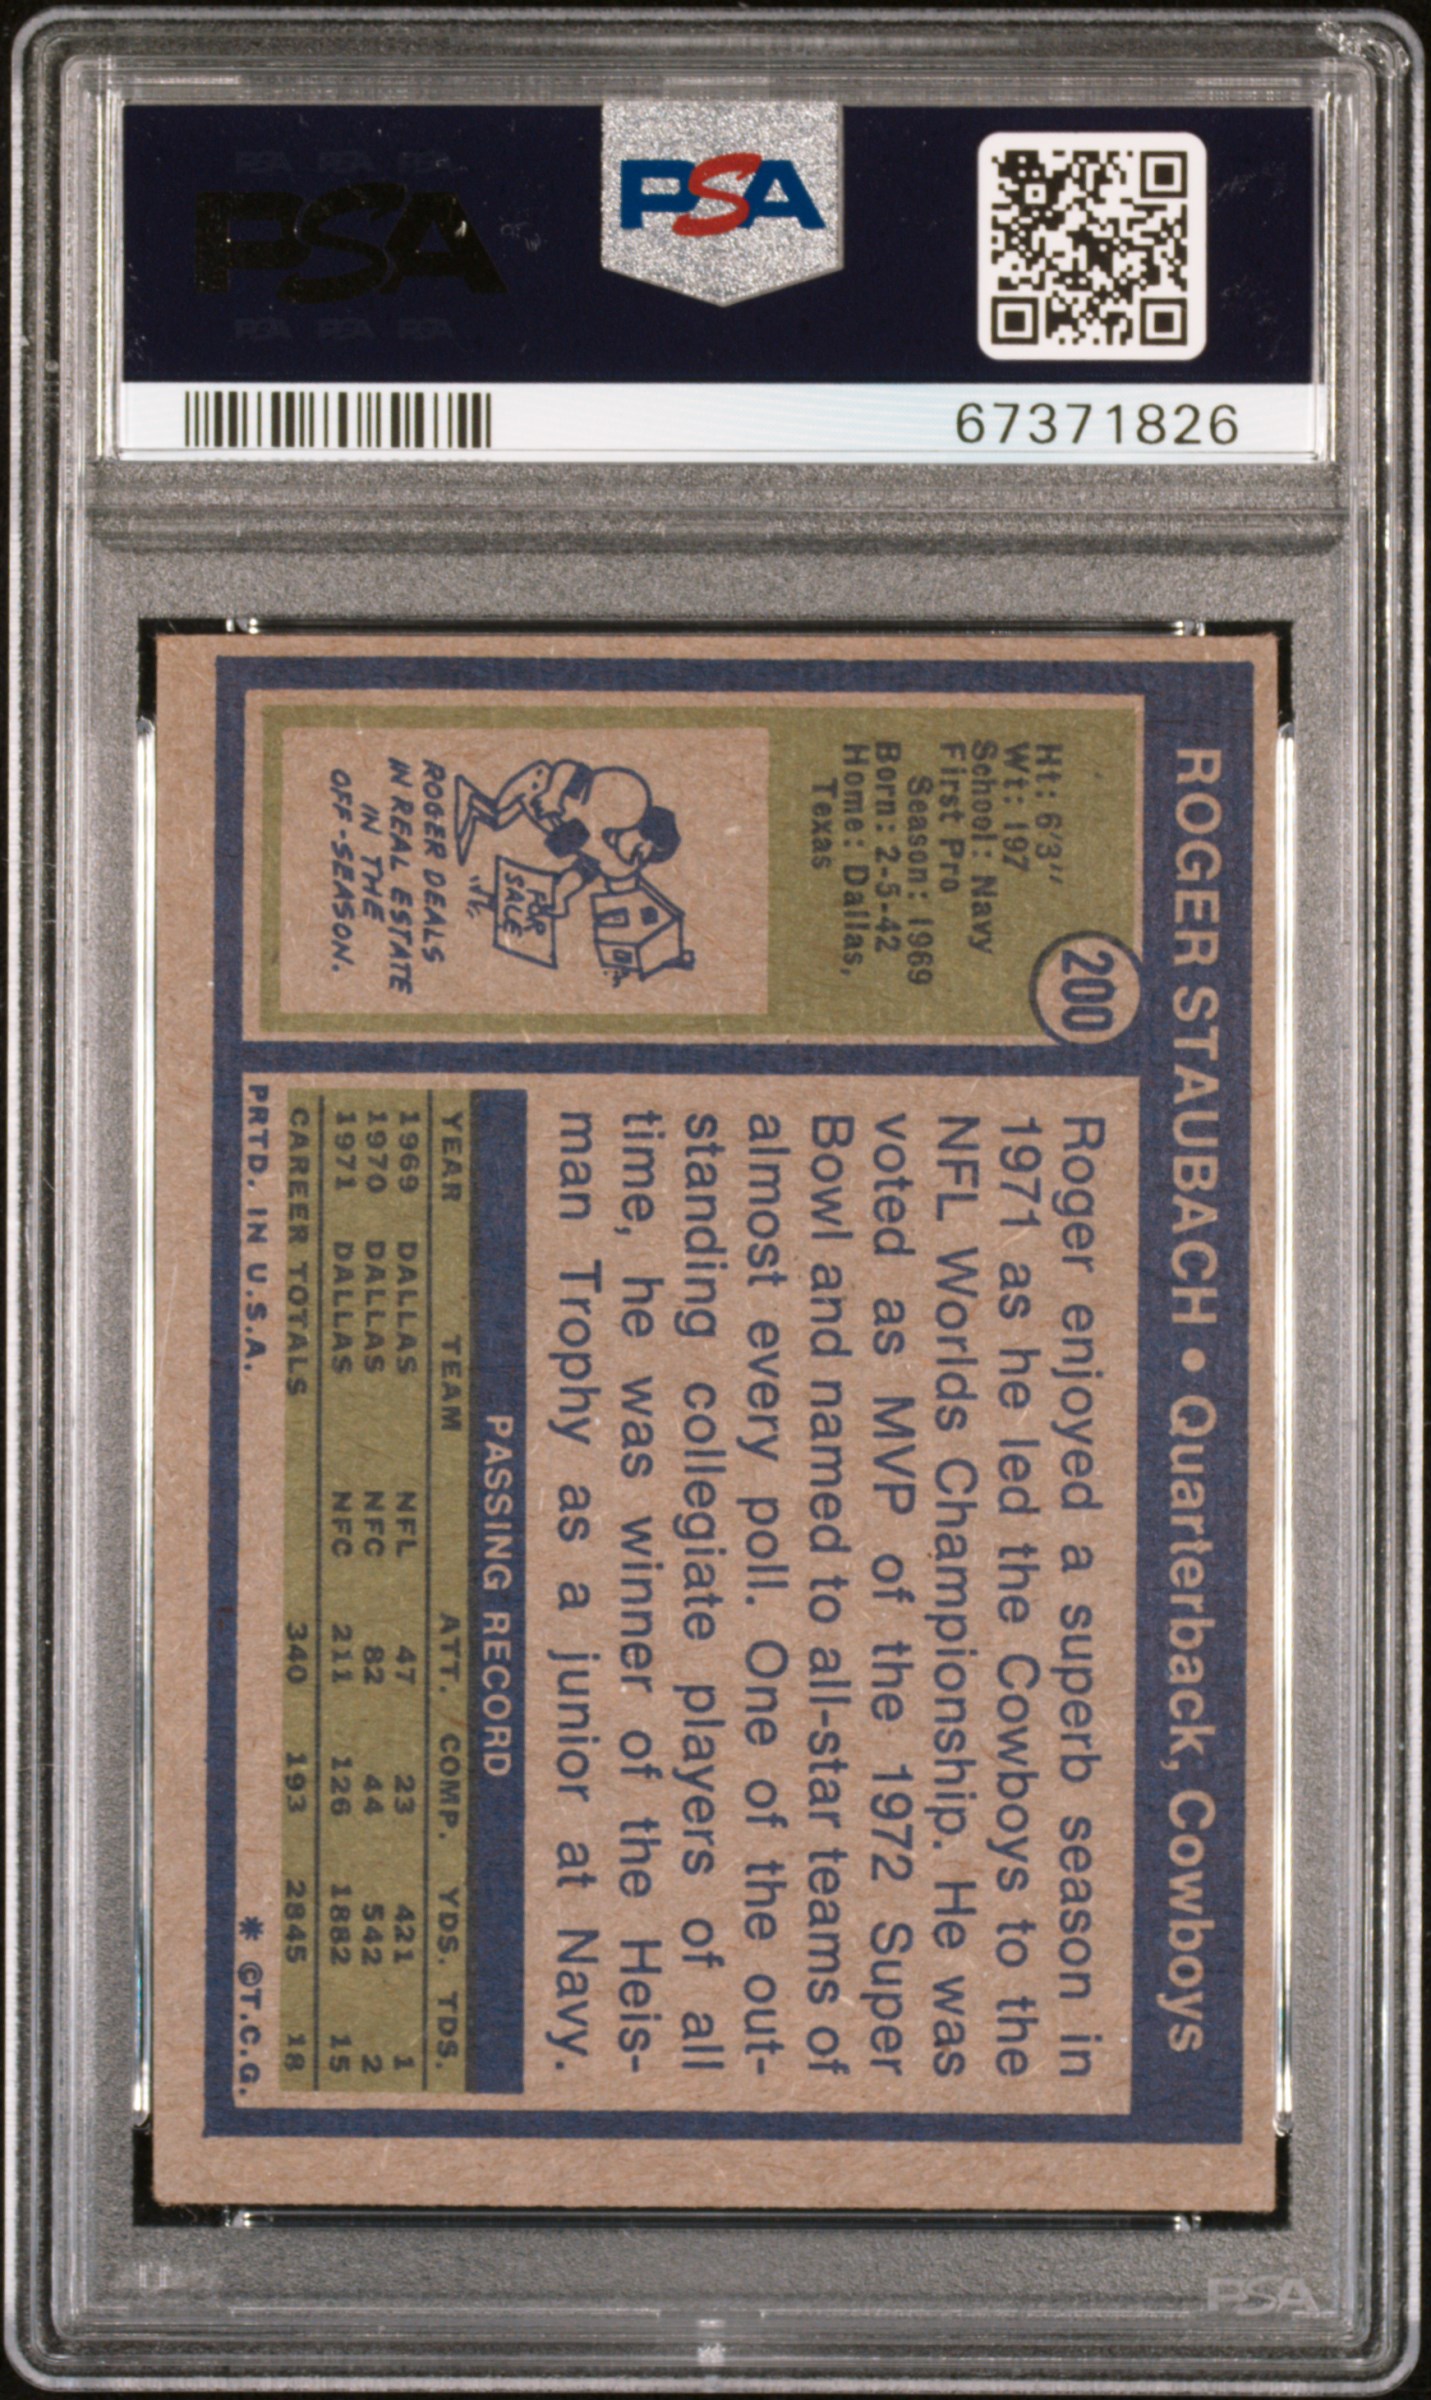 PSA
PSA
67371826
ROGER STAUBACH • Quarterback, Cowboys
200
Ht: 6'3"
Wt: 197
School: Navy
First Pro
Season: 1969
Born: 2-5-42
Home: Dallas,
Texas
FOR
SALE
ROGER DEALS
IN REAL ESTATE
IN THE
OFF-SEASON.
Roger enjoyed a superb season in
1971 as he led the Cowboys to the
NFL Worlds Championship. He was
voted as MVP of the 1972 Super
Bowl and named to all-star teams of
almost every poll. One of the out-
standing collegiate players of all
time, he was winner of the Heis-
man Trophy as a junior at Navy.
PASSING RECORD
YEAR TEAM ATT. COMP. YDS. TDS.
1969 DALLAS NFL 47 23 421 1
1970 DALLAS NFC 82 44 542 2
1971 DALLAS NFC 211 126 1882 15
CAREER TOTALS 340 193 2845 18
PRTD. IN U.S.A. * ©T.C.G.
PSA